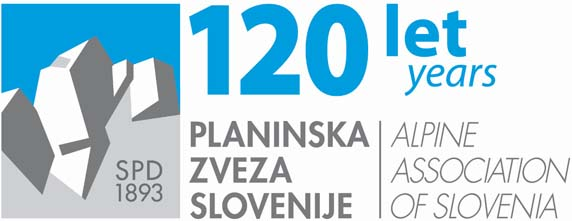 120 let
years
SPD
1893
PLANINSKA
ZVEZA
SLOVENIJE
ALPINE
ASSOCIATION
OF SLOVENIA